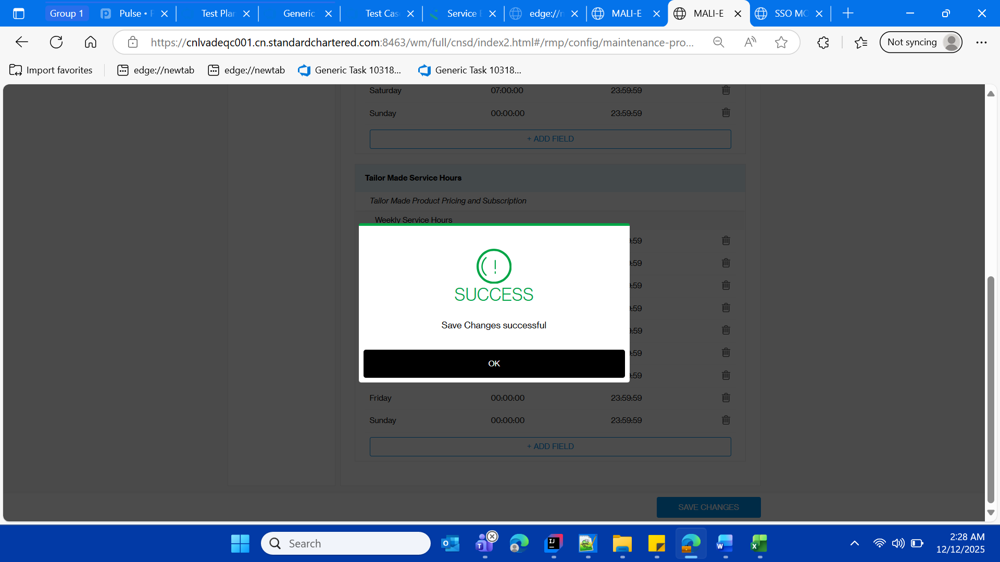 Group 1
Pulse • F
Test Plan
Generic
Test Cas
Service E
edge://n
MALI-E
MALI-E
SSO MO
https://cnlvadeqc001.cn.standardchartered.com:8463/wm/full/cnsd/index2.html#/rmp/config/maintenance-pro...
Not syncing
Import favorites
edge://newtab
edge://newtab
Generic Task 10318...
Generic Task 10318...
Saturday 07:00:00 23:59:59
Sunday 00:00:00 23:59:59
+ ADD FIELD
Tailor Made Service Hours
Tailor Made Product Pricing and Subscription
Weekly Service Hours
:59
:59
:59
SUCCESS
:59
Save Changes successful
:59
:59
OK
:59
Friday 00:00:00 23:59:59
Sunday 00:00:00 23:59:59
+ ADD FIELD
SAVE CHANGES
Search
2:28 AM
12/12/2025